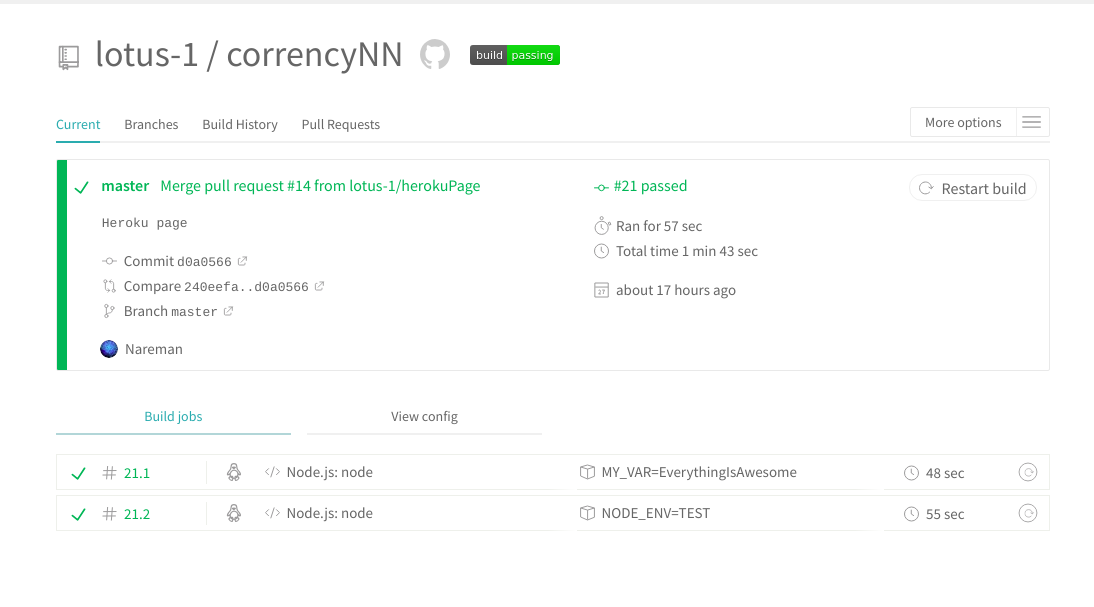 lotus-1 / correncyNN build passing
Current Branches Build History Pull Requests More options
master Merge pull request #14 from lotus-1/herokuPage #21 passed Restart build
Heroku page Ran for 57 sec
Total time 1 min 43 sec
Commit d0a0566
Compare 240eefa..d0a0566 about 17 hours ago
Branch master
Nareman
Build jobs View config
# 21.1 </> Node.js: node MY_VAR=EverythingIsAwesome 48 sec
# 21.2 </> Node.js: node NODE_ENV=TEST 55 sec